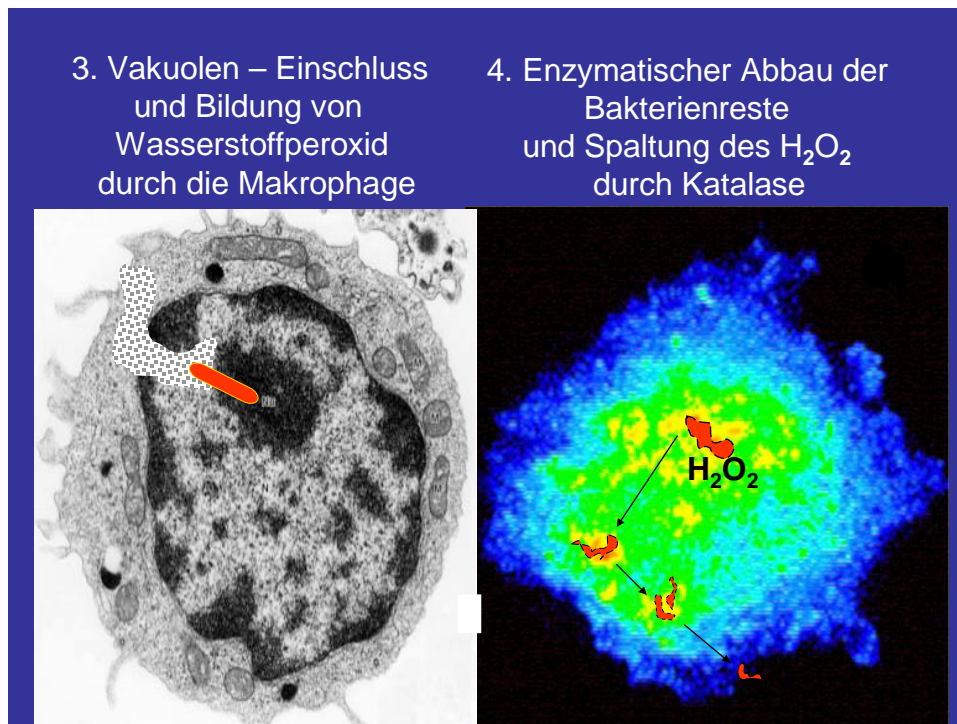 3. Vakuolen – Einschluss
und Bildung von
Wasserstoffperoxid
durch die Makrophage
4. Enzymatischer Abbau der
Bakterienreste
und Spaltung des H₂O₂
durch Katalase
H₂O₂